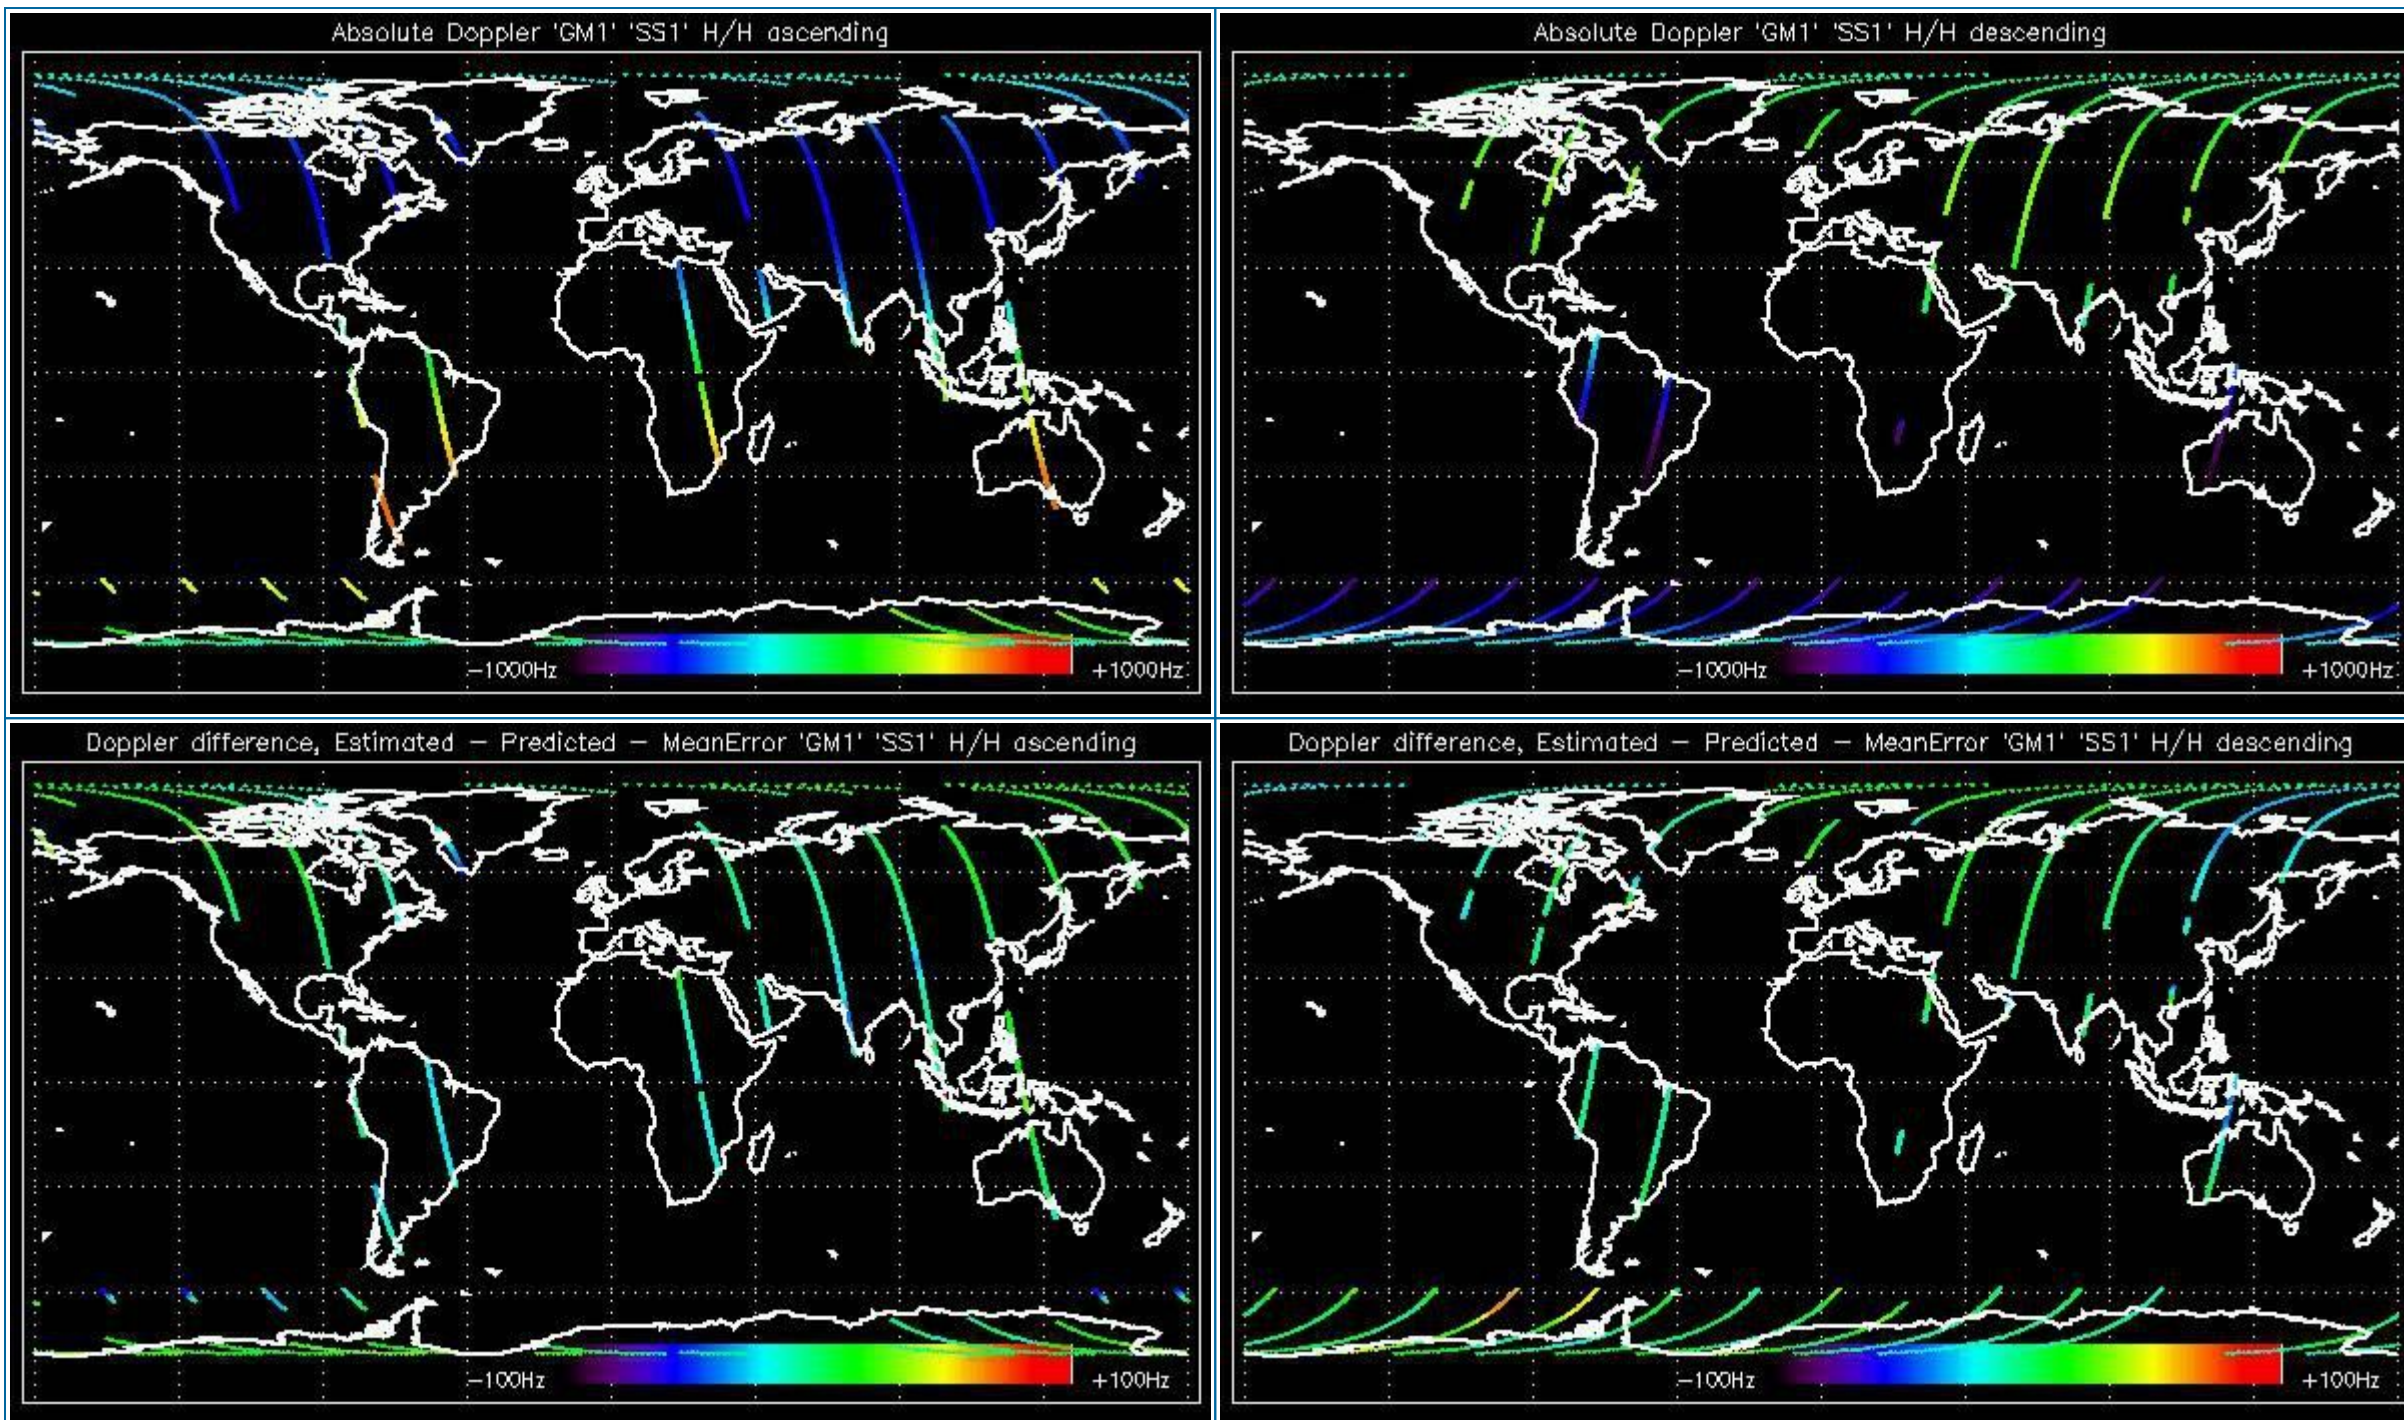 Absolute Doppler 'GM1' 'SS1' H/H ascending
−1000Hz
+1000Hz
Absolute Doppler 'GM1' 'SS1' H/H descending
−1000Hz
+1000Hz
Doppler difference, Estimated − Predicted − MeanError 'GM1' 'SS1' H/H ascending
−100Hz
+100Hz
Doppler difference, Estimated − Predicted − MeanError 'GM1' 'SS1' H/H descending
−100Hz
+100Hz